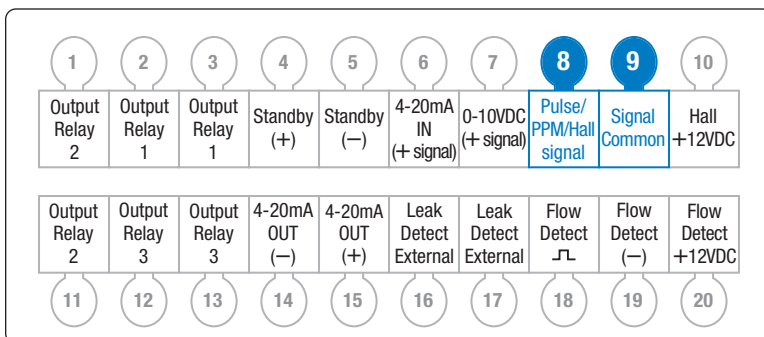 1 2 3 4 5 6 7 8 9 10
Output Relay 2
Output Relay 1
Output Relay 1
Standby (+)
Standby (—)
4-20mA IN (+ signal)
0-10VDC (+ signal)
Pulse/ PPM/Hall signal
Signal Common
Hall +12VDC
Output Relay 2
Output Relay 3
Output Relay 3
4-20mA OUT (—)
4-20mA OUT (+)
Leak Detect External
Leak Detect External
Flow Detect ⎍
Flow Detect (—)
Flow Detect +12VDC
11 12 13 14 15 16 17 18 19 20